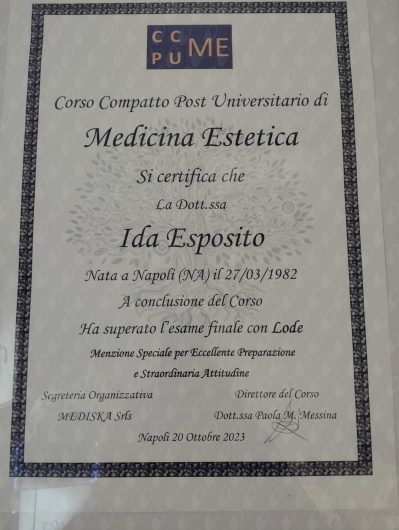 CC
PU ME
Corso Compatto Post Universitario di
Medicina Estetica
Si certifica che
La Dott.ssa
Ida Esposito
Nata a Napoli (NA) il 27/03/1982
A conclusione del Corso
Ha superato l'esame finale con Lode
Menzione Speciale per Eccellente Preparazione
e Straordinaria Attitudine
Segreteria Organizzativa Direttore del Corso
MEDISKA Srls Dott.ssa Paola M. Messina
Napoli 20 Ottobre 2023